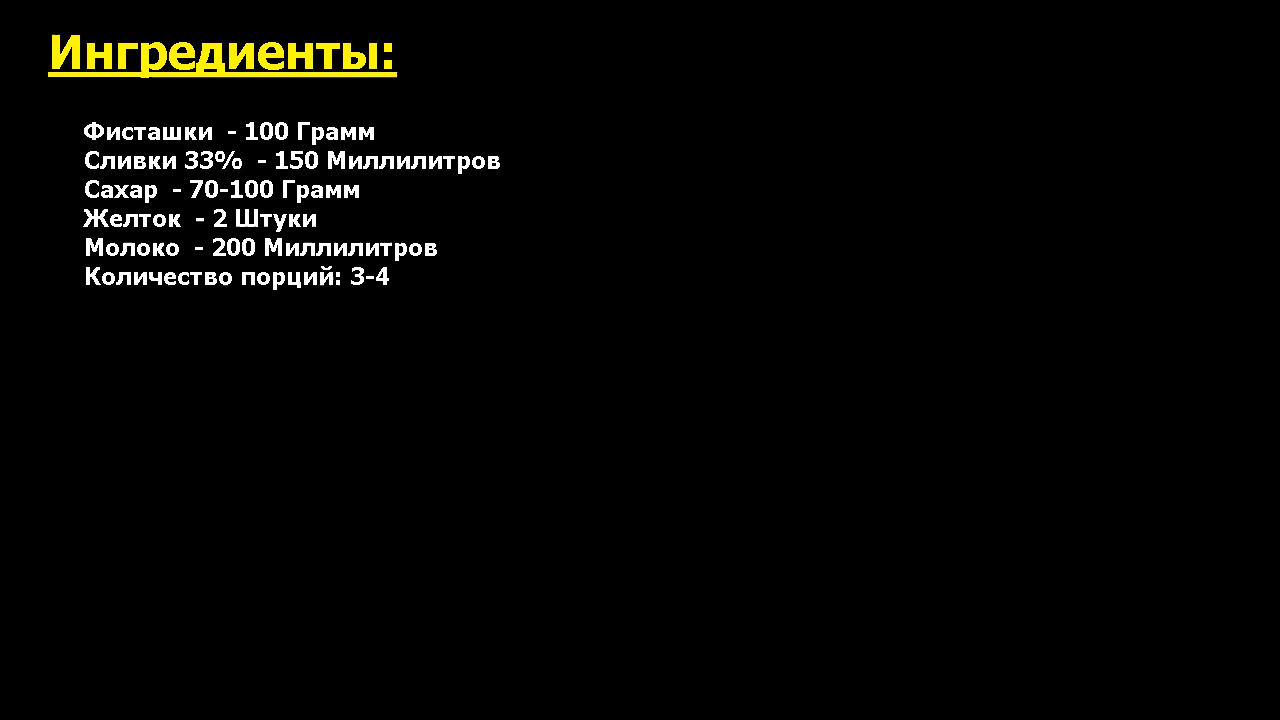 Ингредиенты:
Фисташки  - 100 Грамм
Сливки 33%  - 150 Миллилитров
Сахар  - 70-100 Грамм
Желток  - 2 Штуки
Молоко  - 200 Миллилитров
Количество порций: 3-4